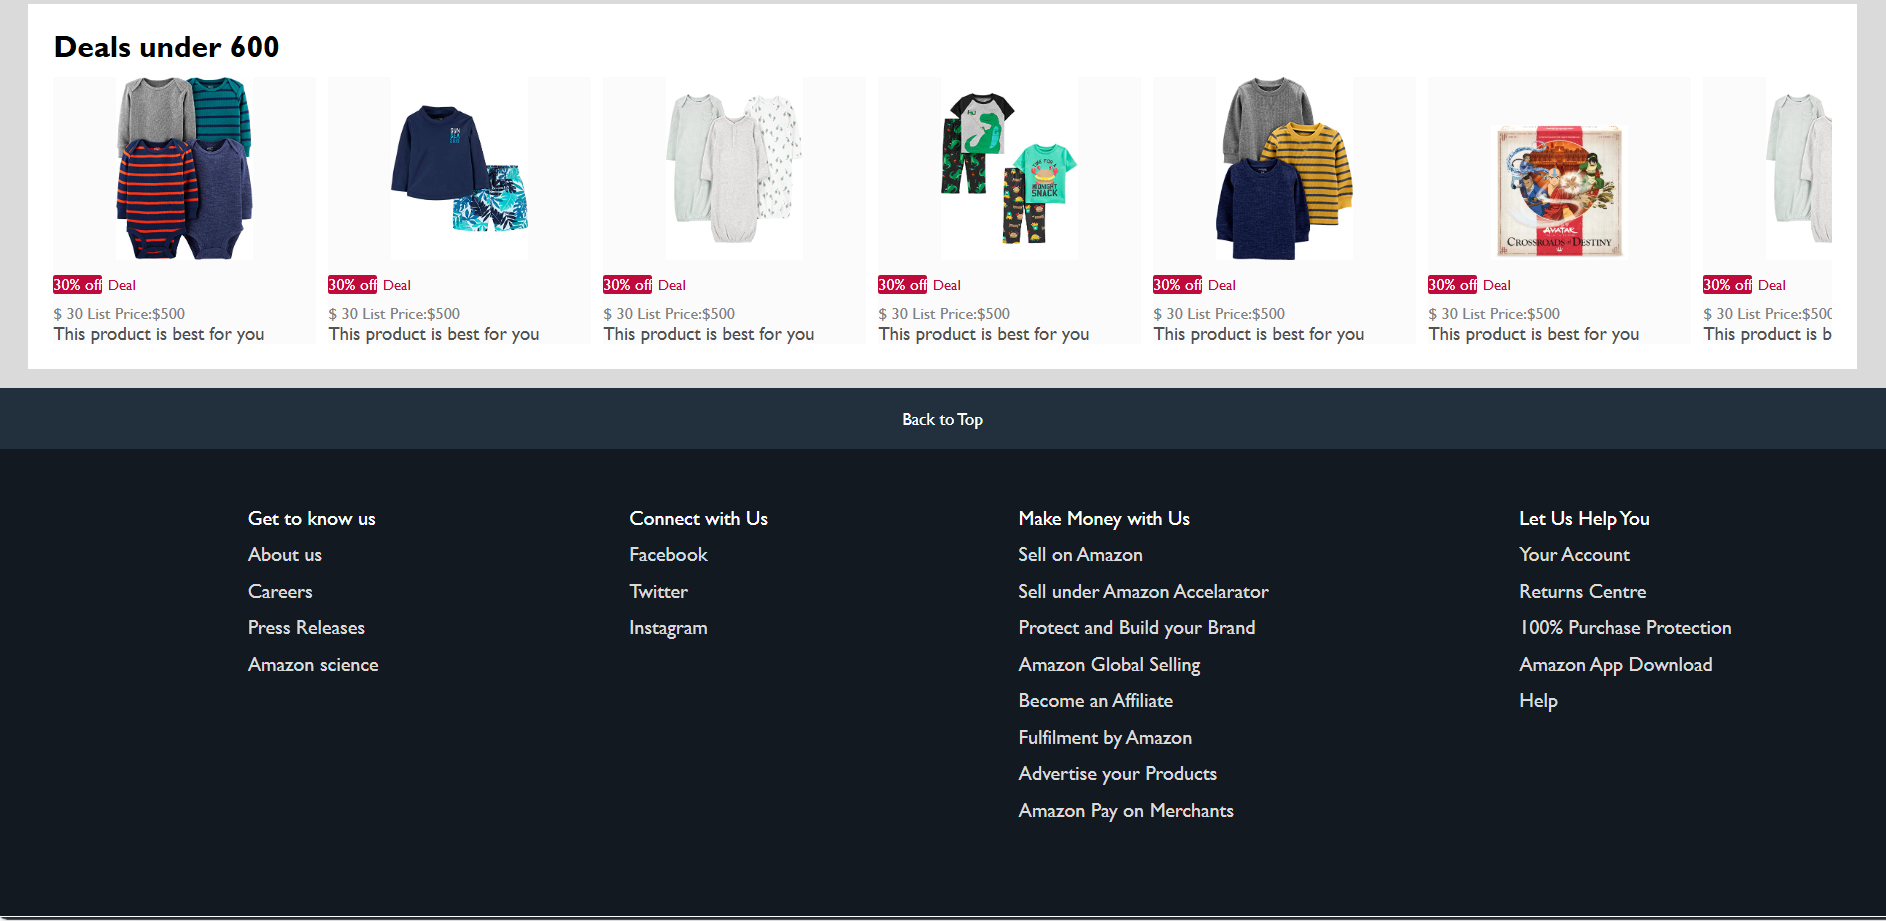 Deals under 600
MIDNIGHT
SNACK
AVATAR
CROSSROADS OF DESTINY
30% off Deal
$ 30 List Price:$500
This product is best for you
30% off Deal
$ 30 List Price:$500
This product is best for you
30% off Deal
$ 30 List Price:$500
This product is best for you
30% off Deal
$ 30 List Price:$500
This product is best for you
30% off Deal
$ 30 List Price:$500
This product is best for you
30% off Deal
$ 30 List Price:$500
This product is best for you
30% off Deal
$ 30 List Price:$500
This product is b
Back to Top
Get to know us
About us
Careers
Press Releases
Amazon science
Connect with Us
Facebook
Twitter
Instagram
Make Money with Us
Sell on Amazon
Sell under Amazon Accelarator
Protect and Build your Brand
Amazon Global Selling
Become an Affiliate
Fulfilment by Amazon
Advertise your Products
Amazon Pay on Merchants
Let Us Help You
Your Account
Returns Centre
100% Purchase Protection
Amazon App Download
Help